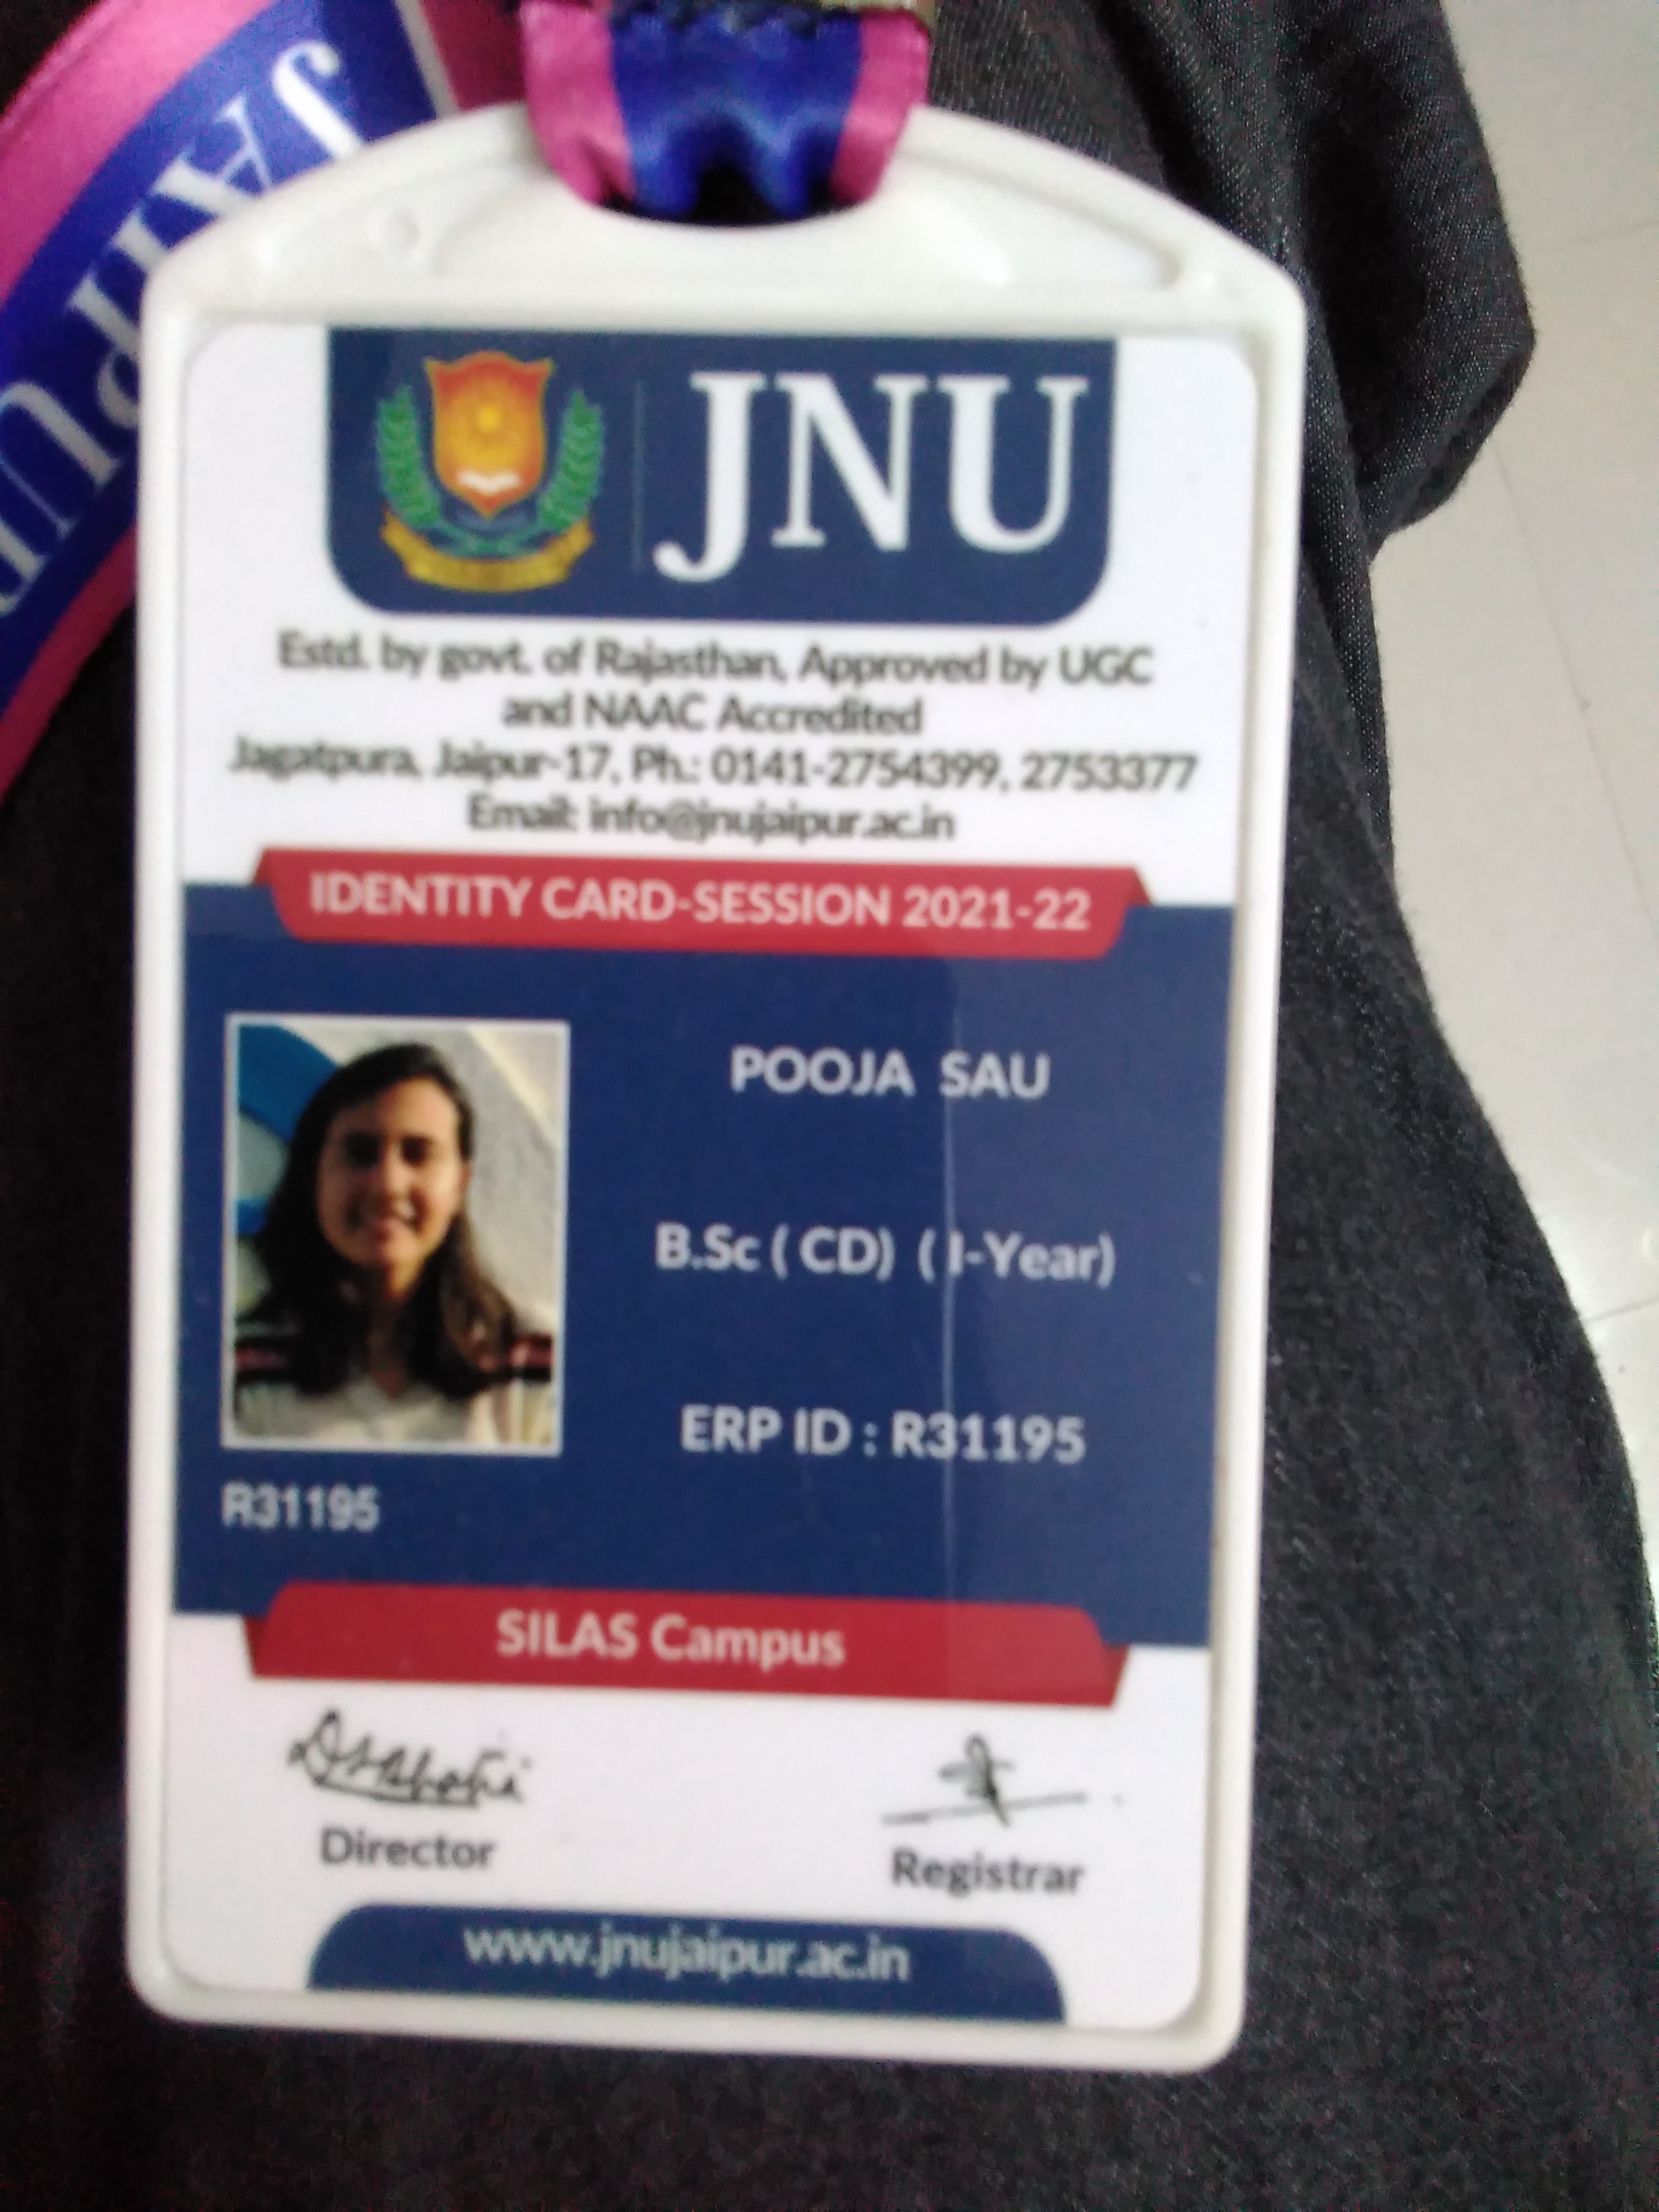 JAIPUR
JNU
Estd. by govt. of Rajasthan, Approved by UGC
and NAAC Accredited
Jagatpura, Jaipur-17, Ph.: 0141-2754399, 2753377
Email: info@jnujaipur.ac.in
IDENTITY CARD-SESSION 2021-22
POOJA SAU
B.Sc ( CD) ( I-Year)
ERP ID : R31195
R31195
SILAS Campus
Director
Registrar
www.jnujaipur.ac.in